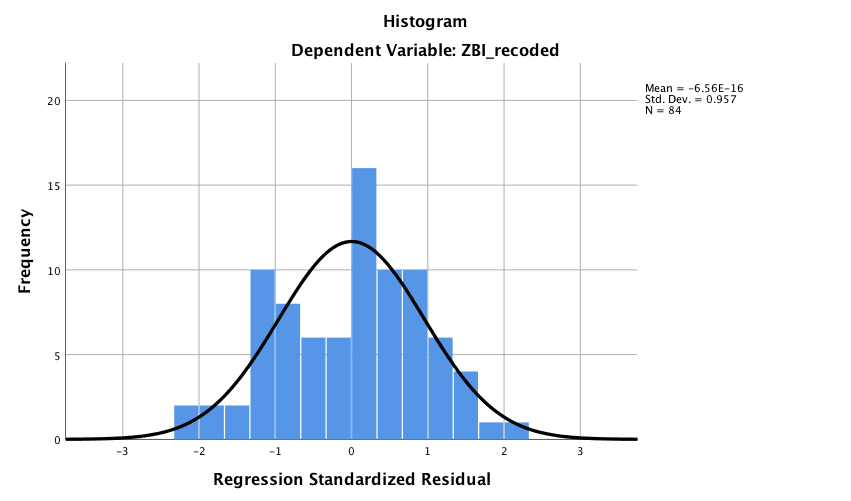 Histogram
Dependent Variable: ZBI_recoded
Mean = -6.56E-16
Std. Dev. = 0.957
N = 84
Frequency
20
15
10
5
0
-3 -2 -1 0 1 2 3
Regression Standardized Residual